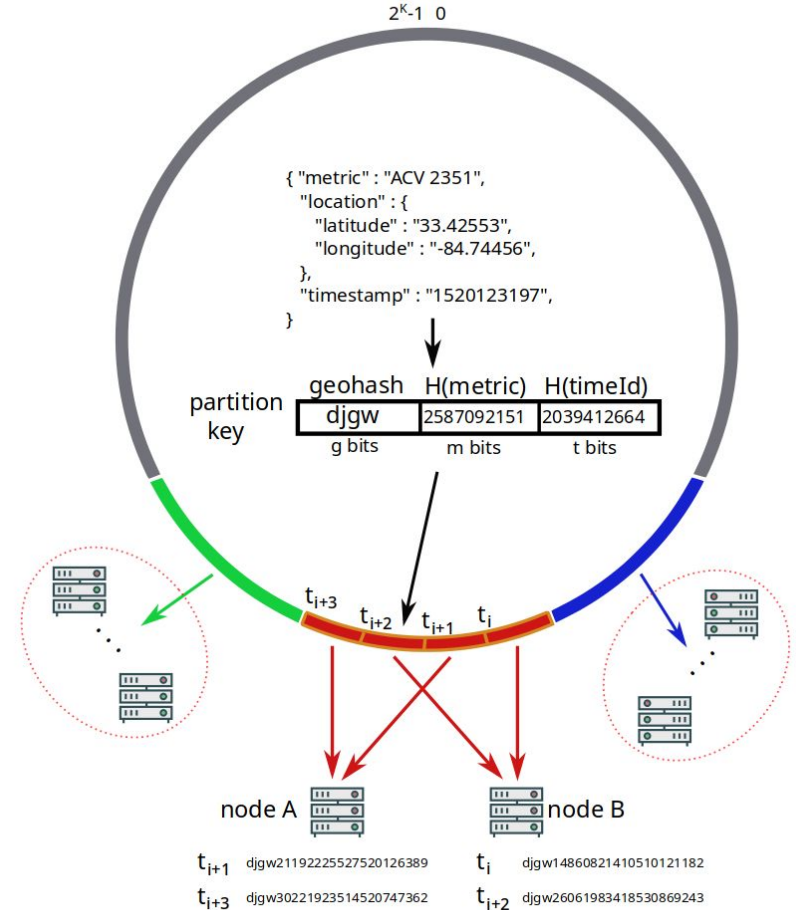 2ᴷ-1 0
{ "metric" : "ACV 2351",
"location" : {
"latitude" : "33.42553",
"longitude" : "-84.74456",
},
"timestamp" : "1520123197",
}
geohash H(metric) H(timeId)
partition key
djgw 2587092151 2039412664
g bits m bits t bits
tᵢ₊₃
tᵢ₊₂
tᵢ₊₁
tᵢ
node A
node B
tᵢ₊₁ djgw21192225527520126389
tᵢ djgw14860821410510121182
tᵢ₊₃ djgw30221923514520747362
tᵢ₊₂ djgw26061983418530869243